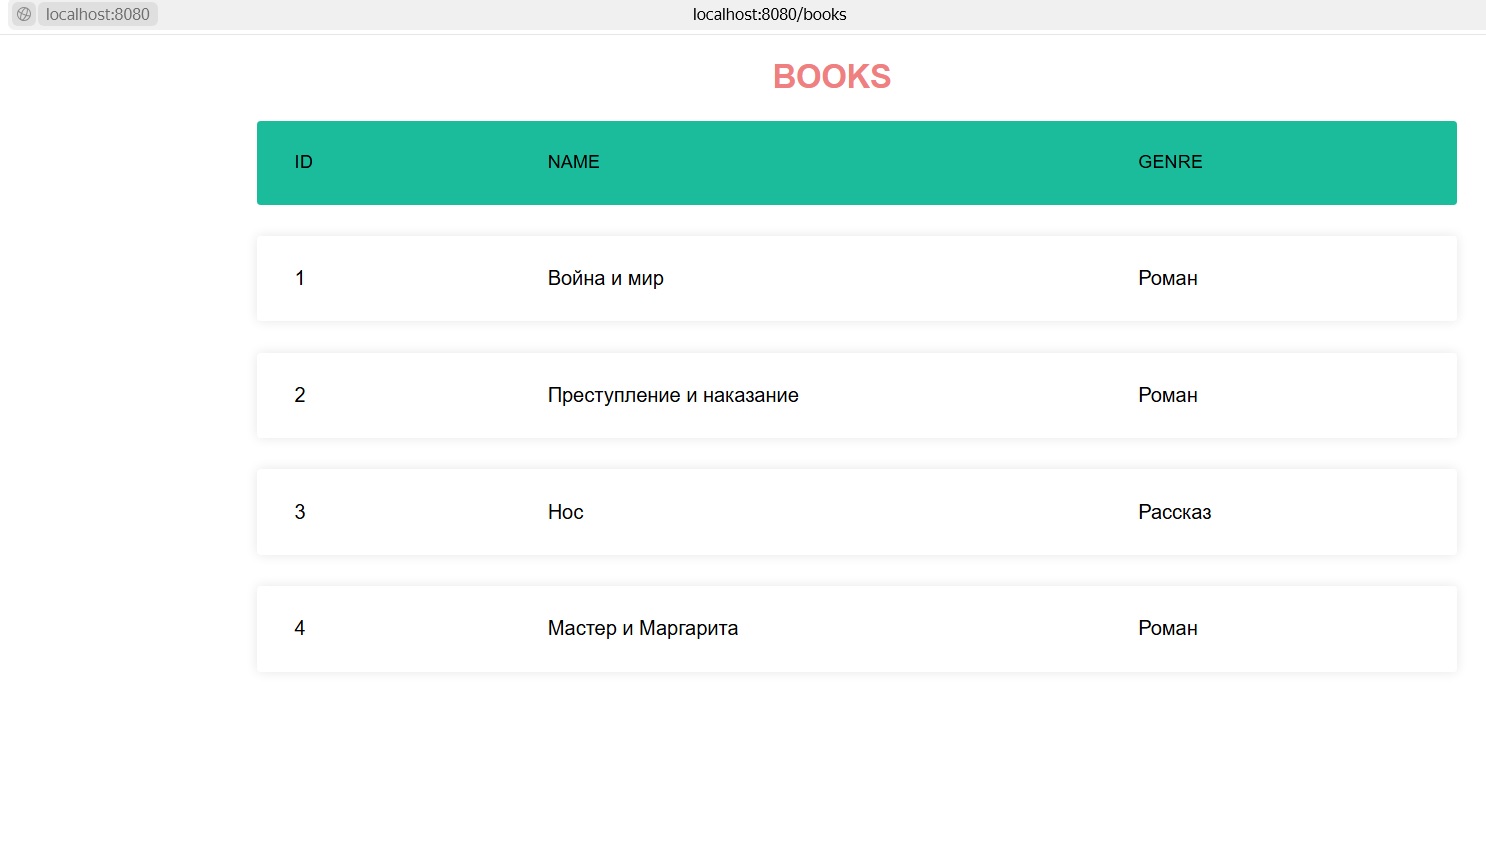 localhost:8080 localhost:8080/books
BOOKS
ID NAME GENRE
1 Война и мир Роман
2 Преступление и наказание Роман
3 Нос Рассказ
4 Мастер и Маргарита Роман